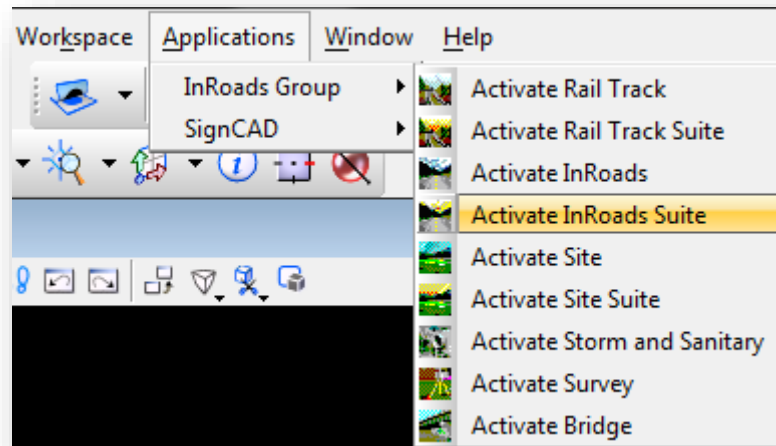 Workspace Applications Window Help
InRoads Group
SignCAD
Activate Rail Track
Activate Rail Track Suite
Activate InRoads
Activate InRoads Suite
Activate Site
Activate Site Suite
Activate Storm and Sanitary
Activate Survey
Activate Bridge